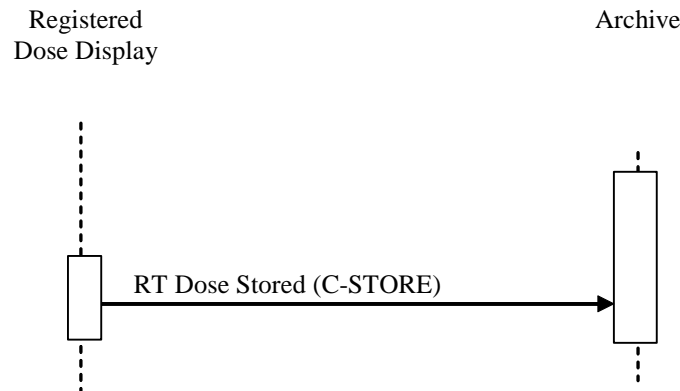 Registered
Dose Display
Archive
RT Dose Stored (C-STORE)